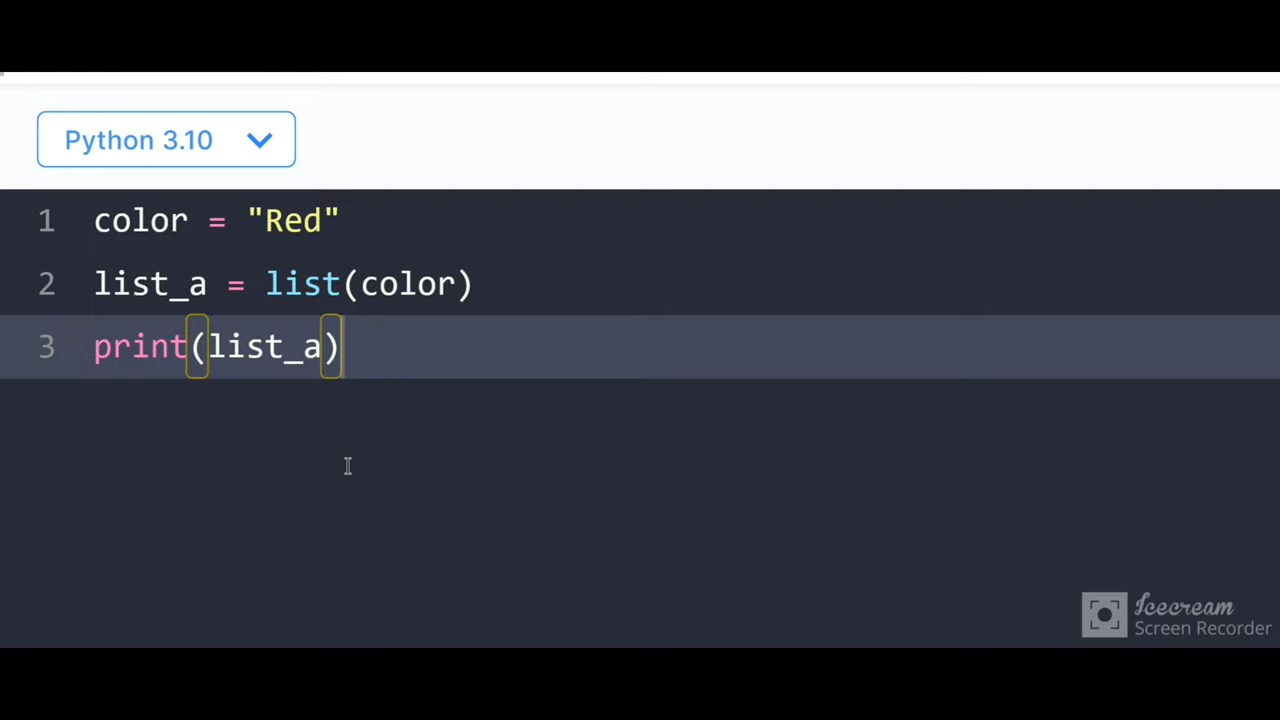 Python 3.10
1 color = "Red"
2 list_a = list(color)
3 print(list_a)
Icecream
Screen Recorder